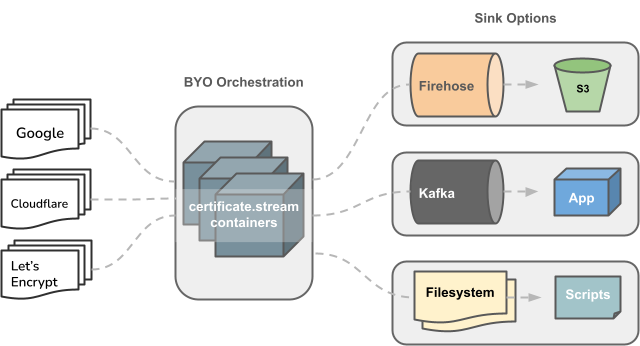 Sink Options
BYO Orchestration
Google
Cloudflare
Let's
Encrypt
certificate.stream
containers
Firehose
S3
Kafka
App
Filesystem
Scripts